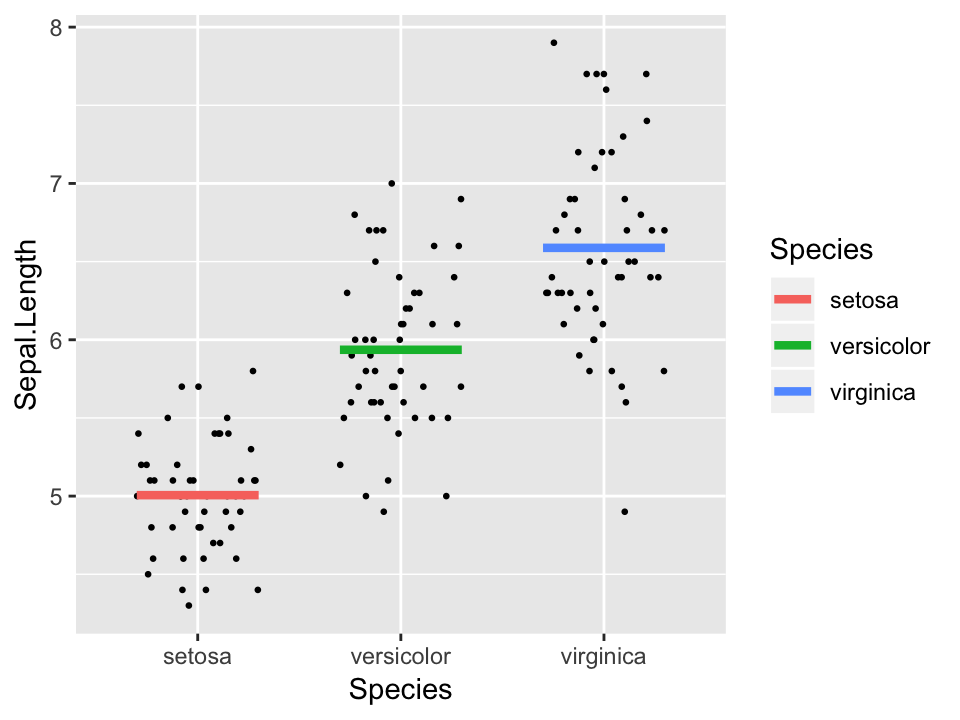 Sepal.Length
8
7
6
5
setosa
versicolor
virginica
Species
Species
setosa
versicolor
virginica